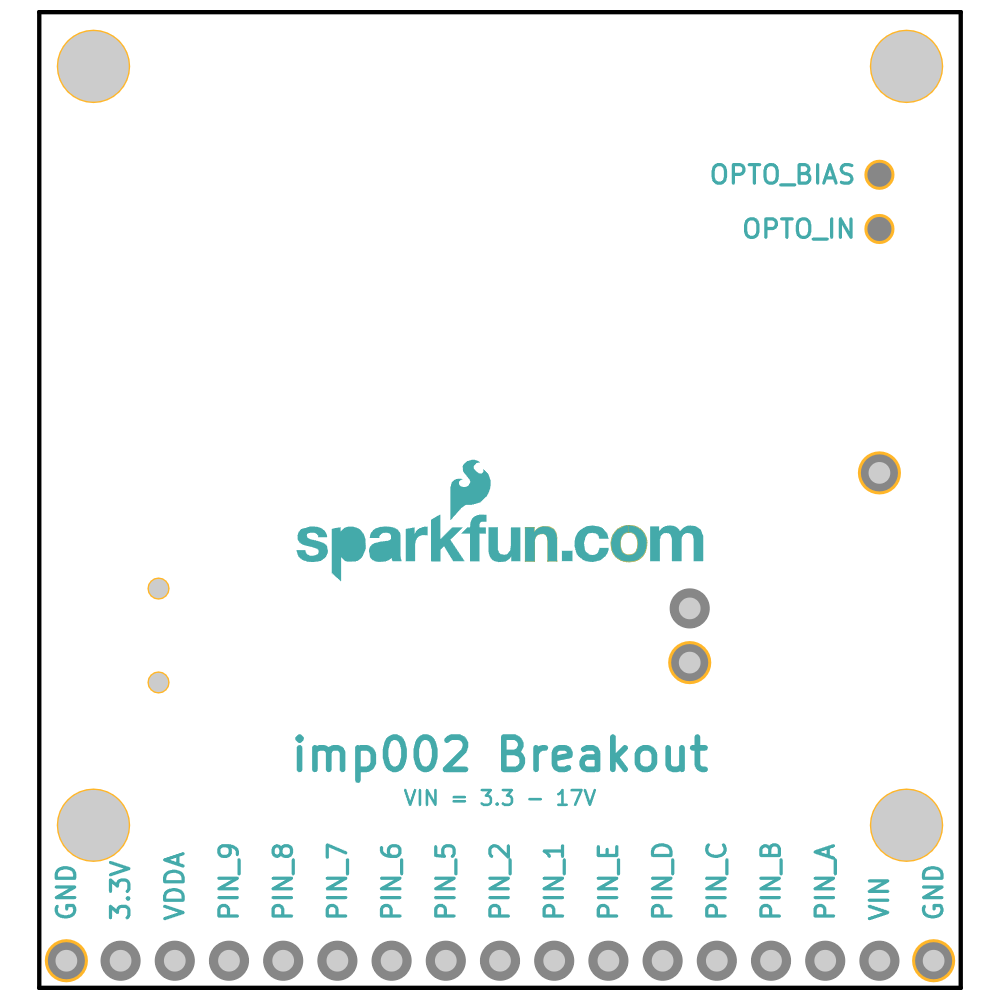 OPTO_BIAS
OPTO_IN
sparkfun.com
imp002 Breakout
VIN = 3.3 - 17V
GND
3.3V
VDDA
PIN_9
PIN_8
PIN_7
PIN_6
PIN_5
PIN_2
PIN_1
PIN_E
PIN_D
PIN_C
PIN_B
PIN_A
VIN
GND